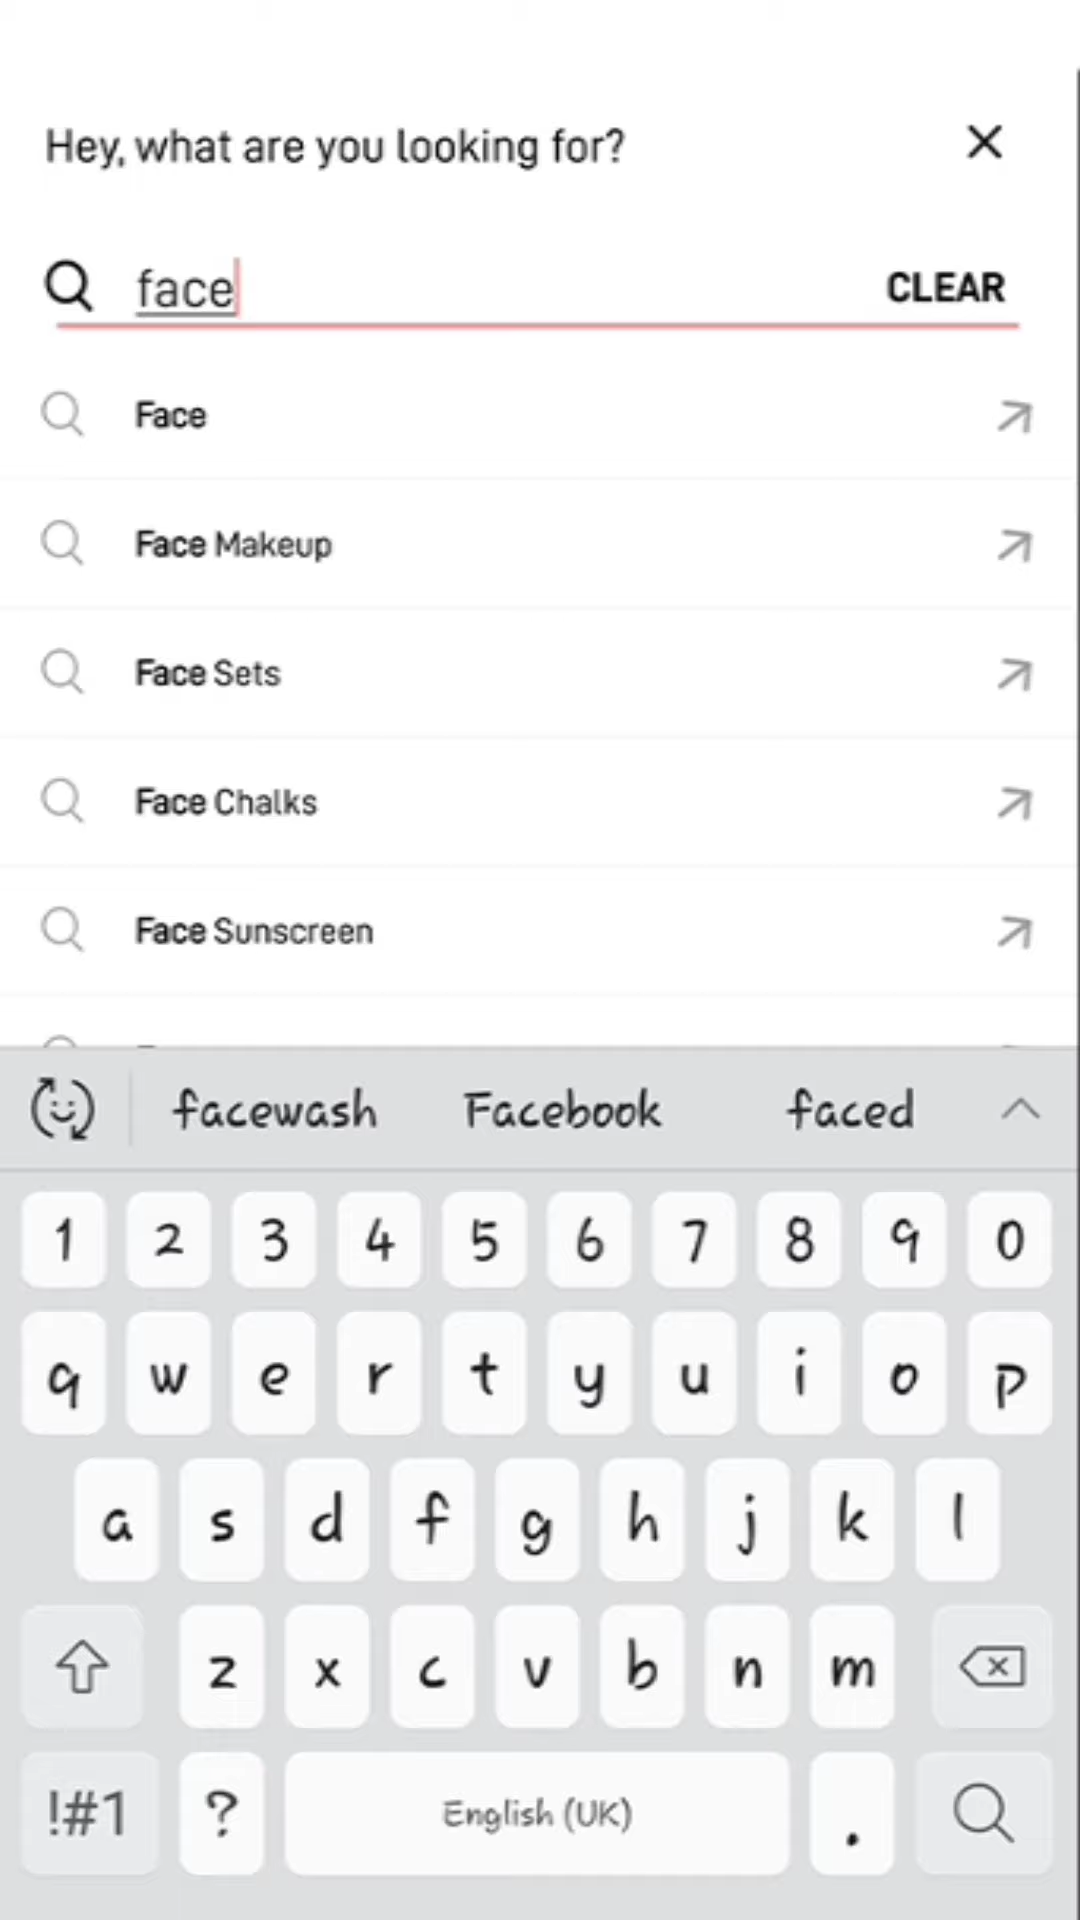 Hey, what are you looking for?
face CLEAR
Face
Face Makeup
Face Sets
Face Chalks
Face Sunscreen
facewash Facebook faced
1 2 3 4 5 6 7 8 9 0
q w e r t y u i o p
a s d f g h j k l
z x c v b n m
!#1 ? English (UK) .